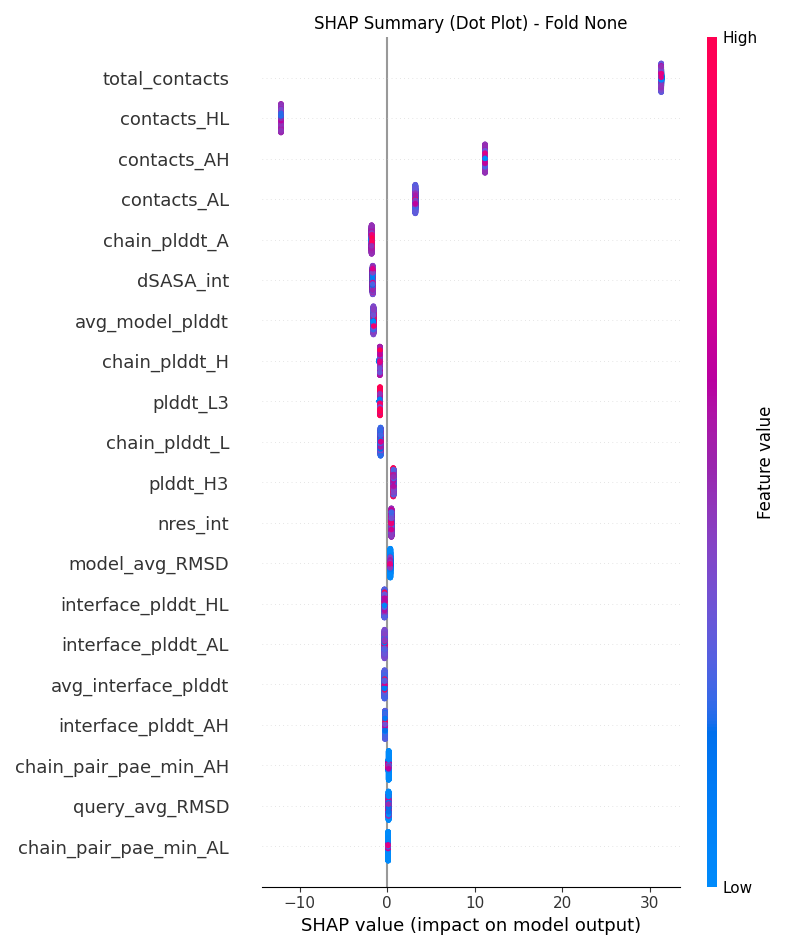 SHAP Summary (Dot Plot) - Fold None
High
total_contacts
contacts_HL
contacts_AH
contacts_AL
chain_plddt_A
dSASA_int
avg_model_plddt
chain_plddt_H
plddt_L3
chain_plddt_L
plddt_H3
nres_int
model_avg_RMSD
interface_plddt_HL
interface_plddt_AL
avg_interface_plddt
interface_plddt_AH
chain_pair_pae_min_AH
query_avg_RMSD
chain_pair_pae_min_AL
Feature value
Low
−10 0 10 20 30
SHAP value (impact on model output)